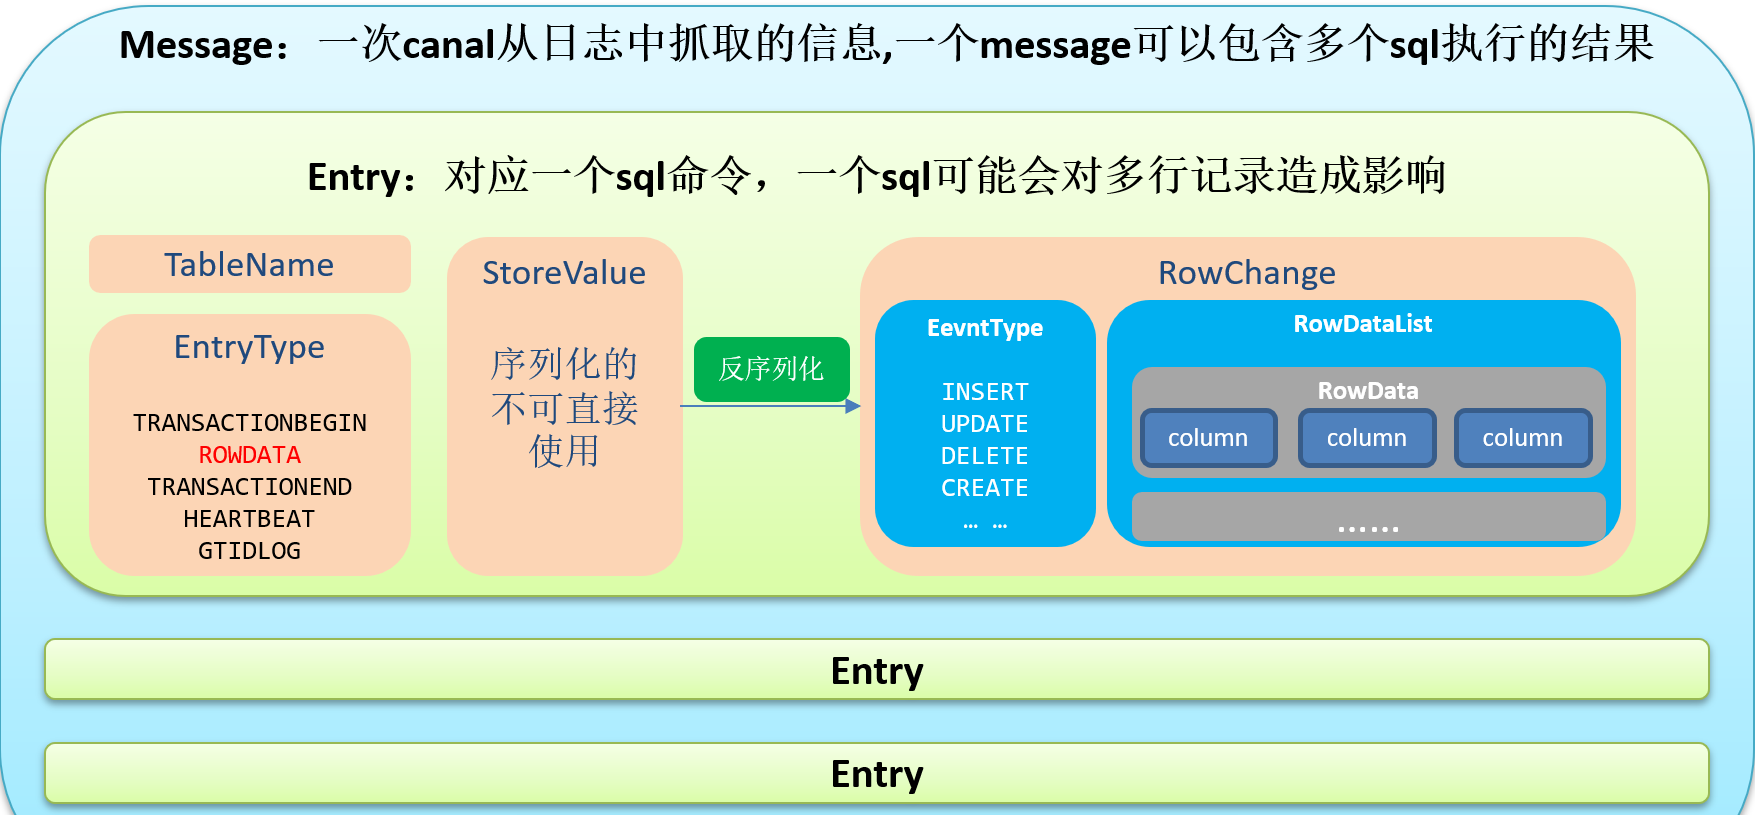 Message：一次canal从日志中抓取的信息,一个message可以包含多个sql执行的结果
Entry：对应一个sql命令，一个sql可能会对多行记录造成影响
TableName
EntryType
TRANSACTIONBEGIN
ROWDATA
TRANSACTIONEND
HEARTBEAT
GTIDLOG
StoreValue
序列化的
不可直接
使用
反序列化
RowChange
EevntType
INSERT
UPDATE
DELETE
CREATE
… …
RowDataList
RowData
column column column
……
Entry
Entry